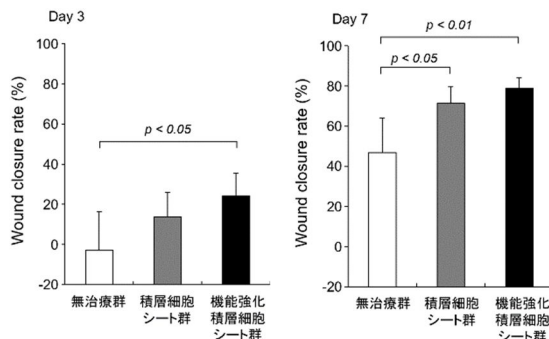 Day 3
Wound closure rate (%)
100
80
60
40
20
0
-20
p < 0.05
無治療群
積層細胞
シート群
機能強化
積層細胞
シート群
Day 7
Wound closure rate (%)
100
80
60
40
20
0
-20
p < 0.01
p < 0.05
無治療群
積層細胞
シート群
機能強化
積層細胞
シート群